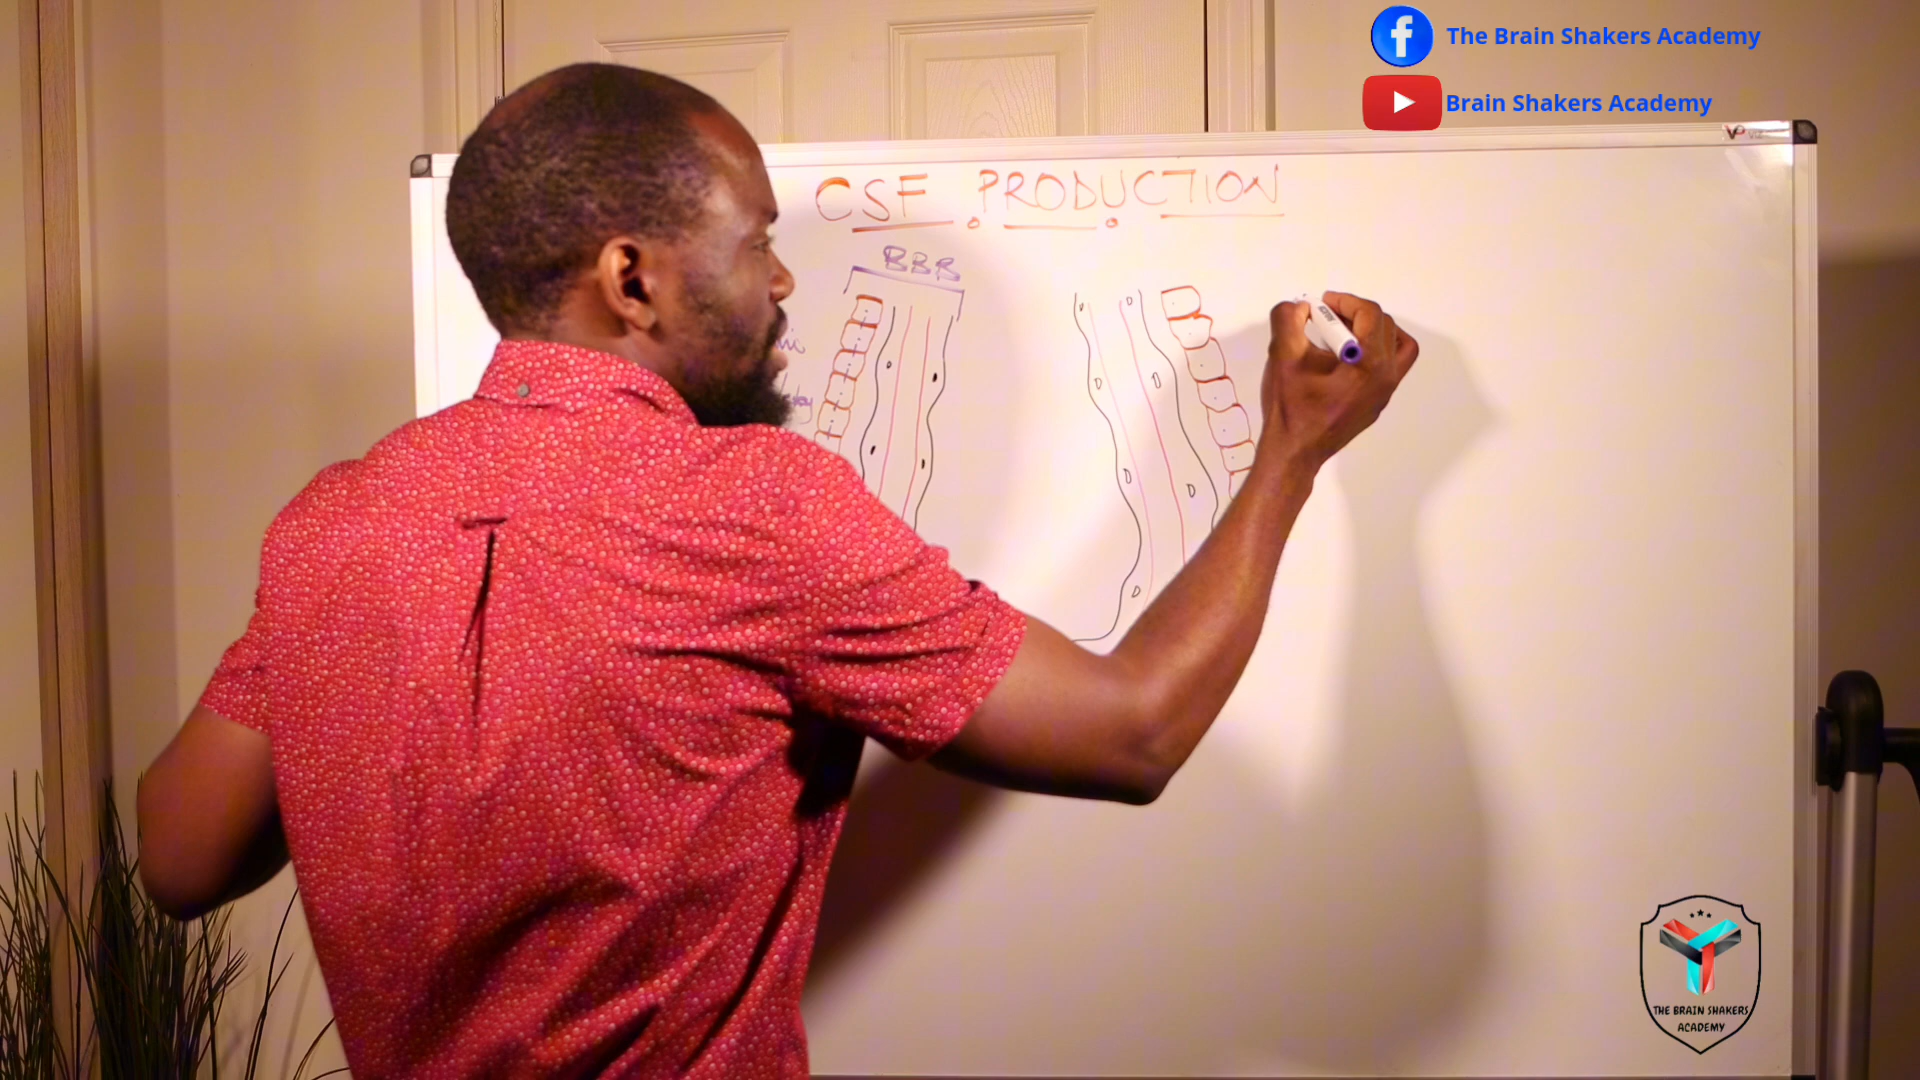 The Brain Shakers Academy
Brain Shakers Academy
CSF PRODUCTION
BBB
THE BRAIN SHAKERS
ACADEMY